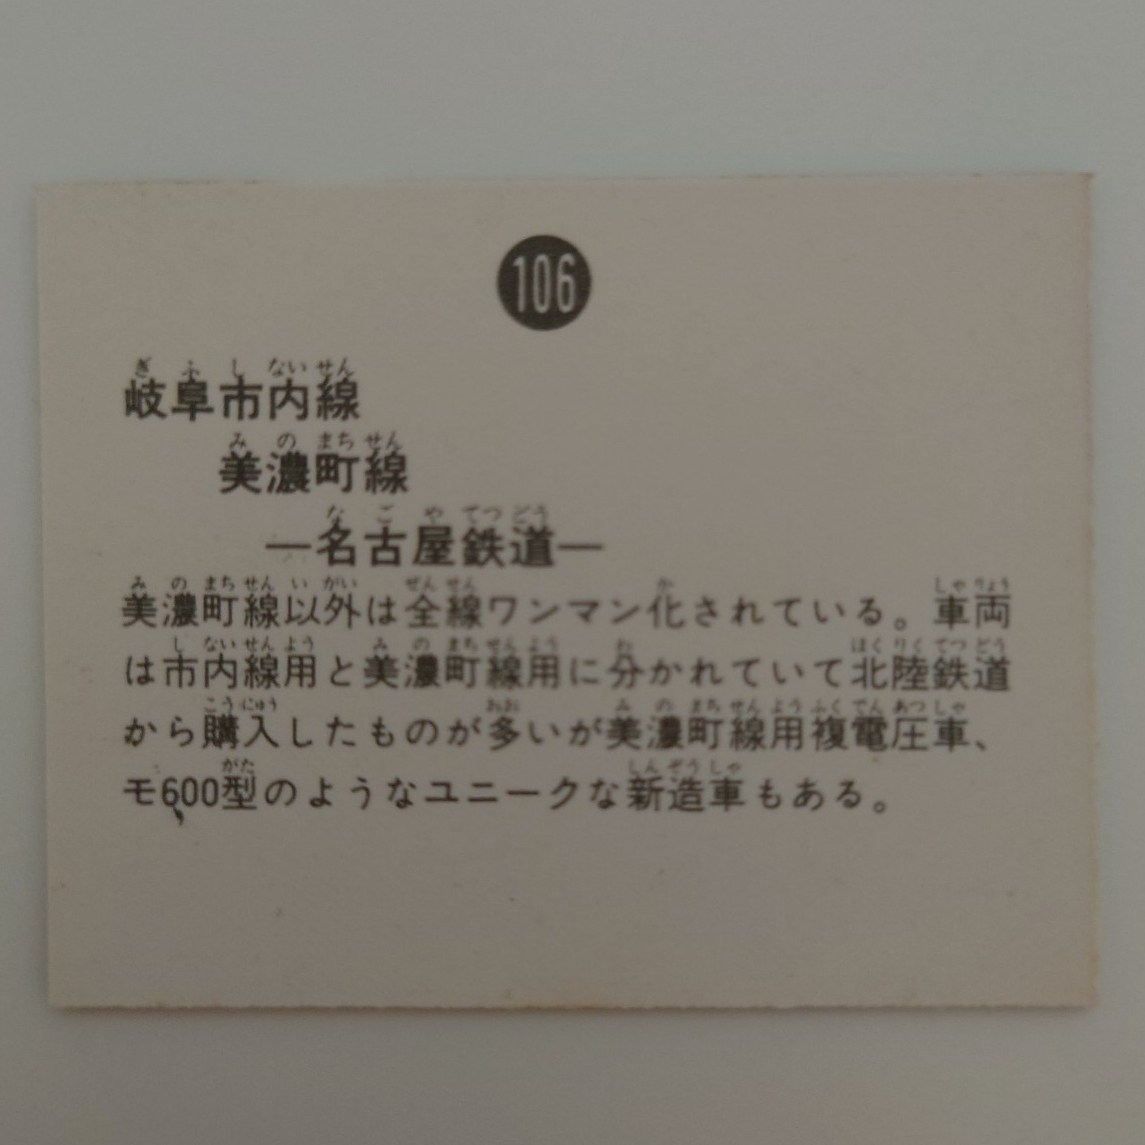 106
岐阜市内線
美濃町線
―名古屋鉄道―
美濃町線以外は全線ワンマン化されている。車両
は市内線用と美濃町線用に分かれていて北陸鉄道
から購入したものが多いが美濃町線用複電圧車、
モ600型のようなユニークな新造車もある。